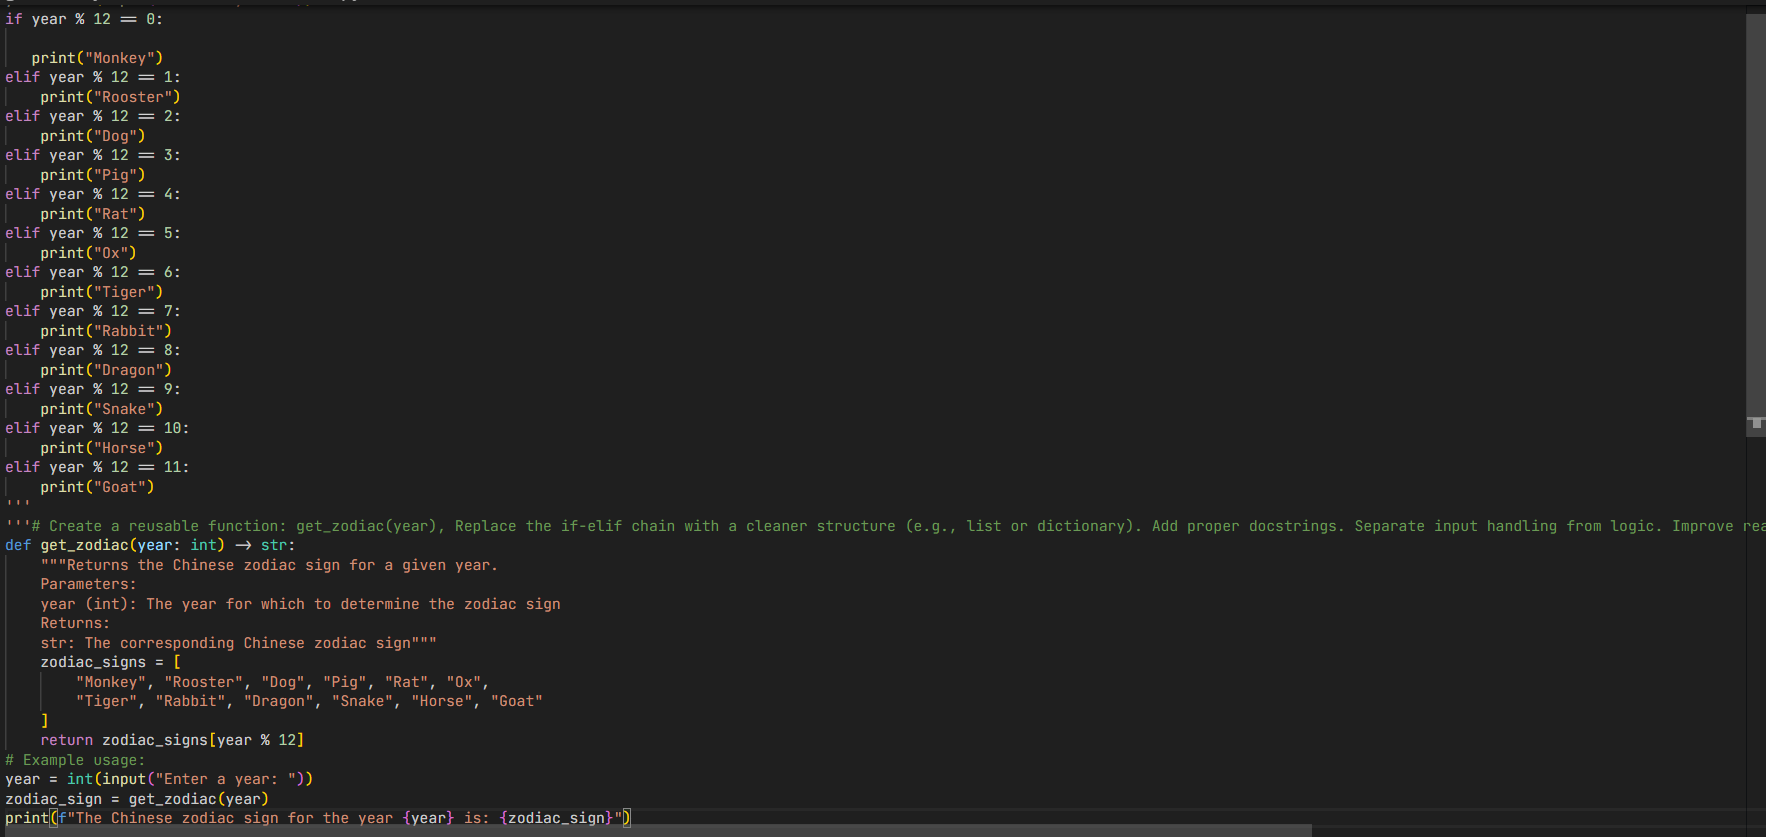 if year % 12 == 0:
print("Monkey")
elif year % 12 == 1:
print("Rooster")
elif year % 12 == 2:
print("Dog")
elif year % 12 == 3:
print("Pig")
elif year % 12 == 4:
print("Rat")
elif year % 12 == 5:
print("Ox")
elif year % 12 == 6:
print("Tiger")
elif year % 12 == 7:
print("Rabbit")
elif year % 12 == 8:
print("Dragon")
elif year % 12 == 9:
print("Snake")
elif year % 12 == 10:
print("Horse")
elif year % 12 == 11:
print("Goat")
'''
'''# Create a reusable function: get_zodiac(year), Replace the if-elif chain with a cleaner structure (e.g., list or dictionary). Add proper docstrings. Separate input handling from logic. Improve
def get_zodiac(year: int) -> str:
"""Returns the Chinese zodiac sign for a given year.
Parameters:
year (int): The year for which to determine the zodiac sign
Returns:
str: The corresponding Chinese zodiac sign"""
zodiac_signs = [
"Monkey", "Rooster", "Dog", "Pig", "Rat", "Ox",
"Tiger", "Rabbit", "Dragon", "Snake", "Horse", "Goat"
]
return zodiac_signs[year % 12]
# Example usage:
year = int(input("Enter a year: "))
zodiac_sign = get_zodiac(year)
print(f"The Chinese zodiac sign for the year {year} is: {zodiac_sign}")